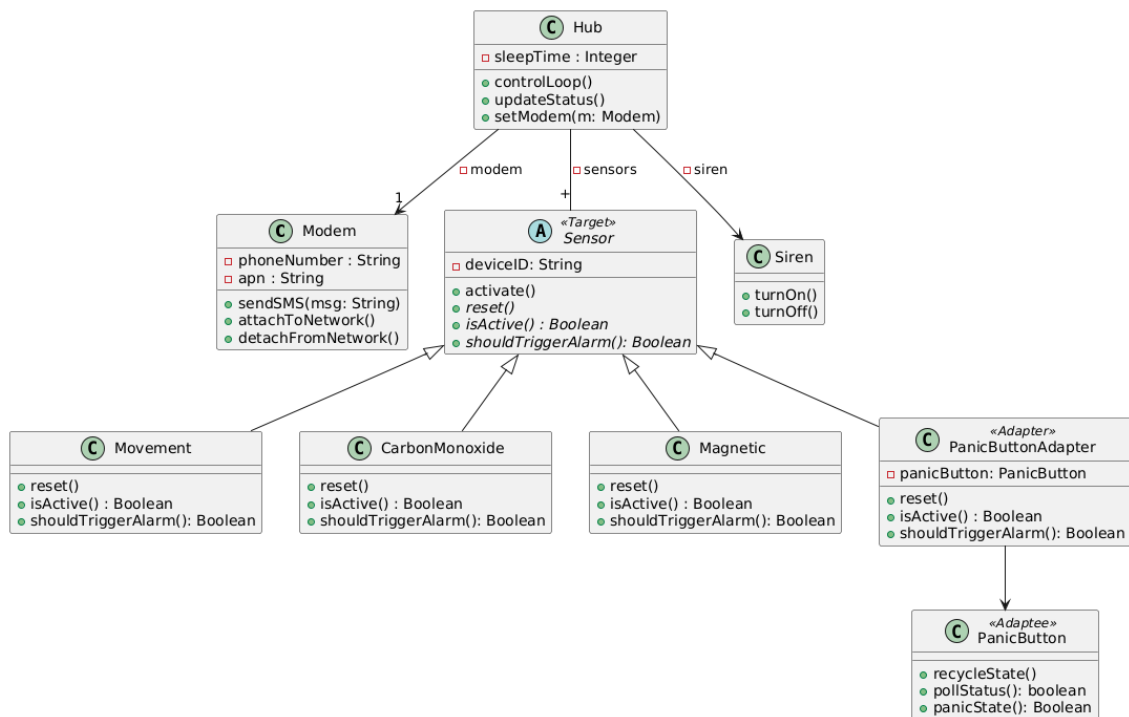 C Hub
sleepTime : Integer
controlLoop()
updateStatus()
setModem(m: Modem)
modem
sensors
siren
1
+
C Modem
phoneNumber : String
apn : String
sendSMS(msg: String)
attachToNetwork()
detachFromNetwork()
«Target»
A Sensor
deviceID: String
activate()
reset()
isActive() : Boolean
shouldTriggerAlarm(): Boolean
C Siren
turnOn()
turnOff()
C Movement
reset()
isActive() : Boolean
shouldTriggerAlarm(): Boolean
C CarbonMonoxide
reset()
isActive() : Boolean
shouldTriggerAlarm(): Boolean
C Magnetic
reset()
isActive() : Boolean
shouldTriggerAlarm(): Boolean
«Adapter»
C PanicButtonAdapter
panicButton: PanicButton
reset()
isActive() : Boolean
shouldTriggerAlarm(): Boolean
«Adaptee»
C PanicButton
recycleState()
pollStatus(): boolean
panicState(): Boolean